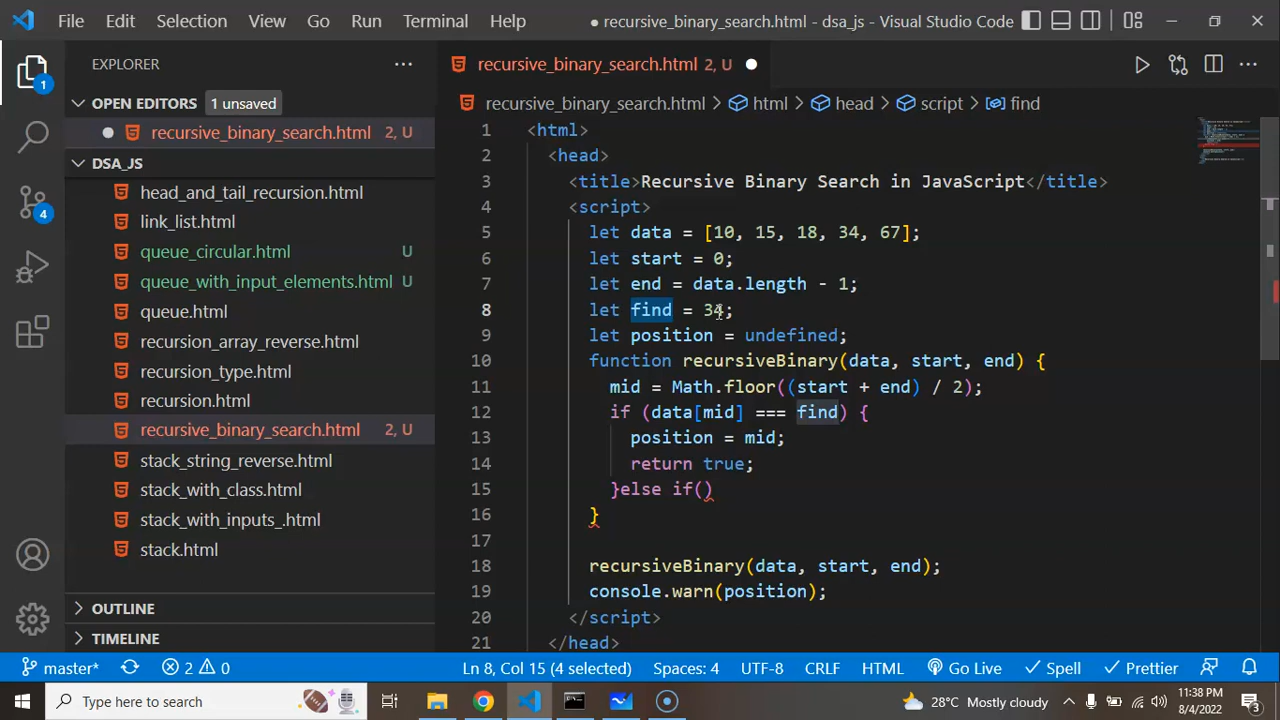 File Edit Selection View Go Run Terminal Help
● recursive_binary_search.html - dsa_js - Visual Studio Code
EXPLORER
OPEN EDITORS 1 unsaved
recursive_binary_search.html 2, U
DSA_JS
head_and_tail_recursion.html
link_list.html
queue_circular.html U
queue_with_input_elements.html U
queue.html
recursion_array_reverse.html
recursion_type.html
recursion.html
recursive_binary_search.html 2, U
stack_string_reverse.html
stack_with_class.html
stack_with_inputs_.html
stack.html
OUTLINE
TIMELINE
1
4
recursive_binary_search.html 2, U
recursive_binary_search.html > html > head > script > find
1 <html>
2 <head>
3 <title>Recursive Binary Search in JavaScript</title>
4 <script>
5 let data = [10, 15, 18, 34, 67];
6 let start = 0;
7 let end = data.length - 1;
8 let find = 34;
9 let position = undefined;
10 function recursiveBinary(data, start, end) {
11 mid = Math.floor((start + end) / 2);
12 if (data[mid] === find) {
13 position = mid;
14 return true;
15 }else if()
16 }
17
18 recursiveBinary(data, start, end);
19 console.warn(position);
20 </script>
21 </head>
master* 2 0 Ln 8, Col 15 (4 selected) Spaces: 4 UTF-8 CRLF HTML Go Live Spell Prettier
Type here to search
28°C Mostly cloudy
11:38 PM
8/4/2022
3